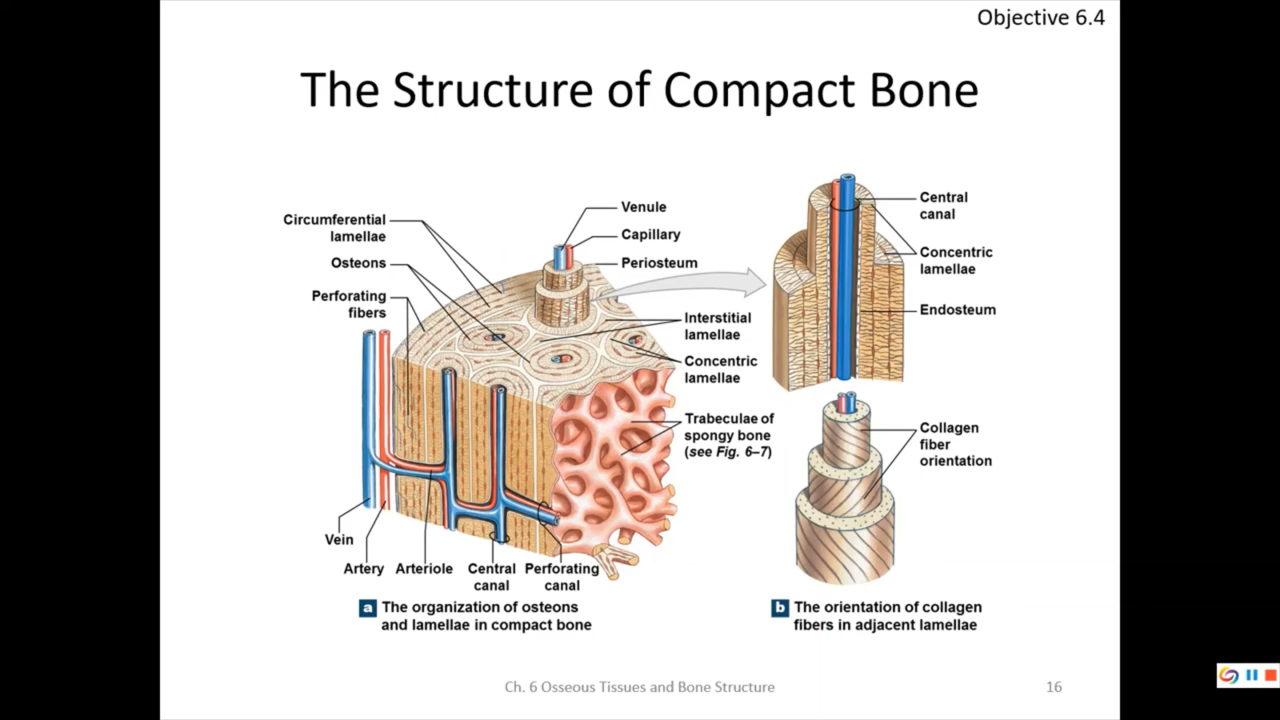 Objective 6.4
The Structure of Compact Bone
Circumferential
lamellae
Osteons
Perforating
fibers
Venule
Capillary
Periosteum
Interstitial
lamellae
Concentric
lamellae
Trabeculae of
spongy bone
(see Fig. 6–7)
Vein
Artery
Arteriole
Central
canal
Perforating
canal
a The organization of osteons
and lamellae in compact bone
Central
canal
Concentric
lamellae
Endosteum
Collagen
fiber
orientation
b The orientation of collagen
fibers in adjacent lamellae
Ch. 6 Osseous Tissues and Bone Structure
16